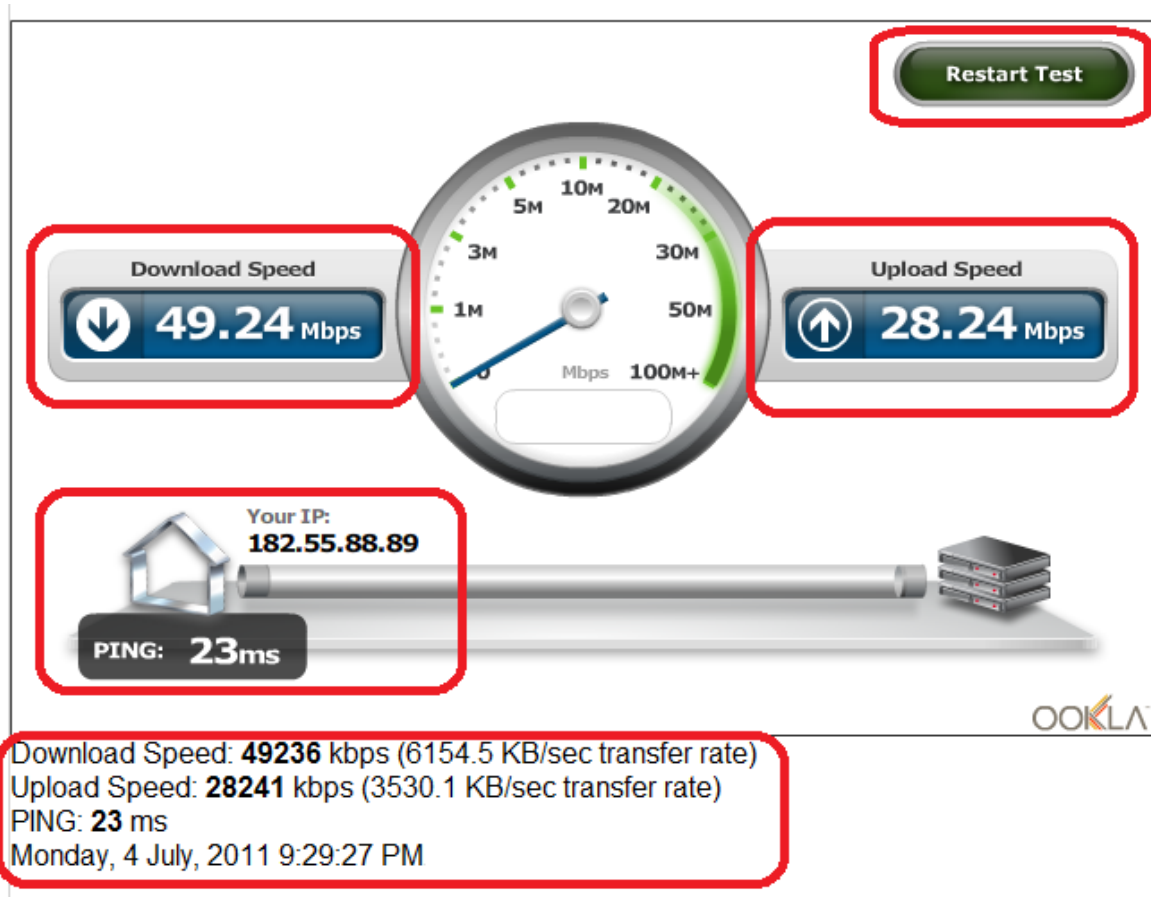 Restart Test
10M
5M
20M
3M
30M
Download Speed
Upload Speed
49.24 Mbps
1M
50M
28.24 Mbps
0
Mbps
100M+
Your IP:
182.55.88.89
PING: 23ms
OOKLA
Download Speed: 49236 kbps (6154.5 KB/sec transfer rate)
Upload Speed: 28241 kbps (3530.1 KB/sec transfer rate)
PING: 23 ms
Monday, 4 July, 2011 9:29:27 PM